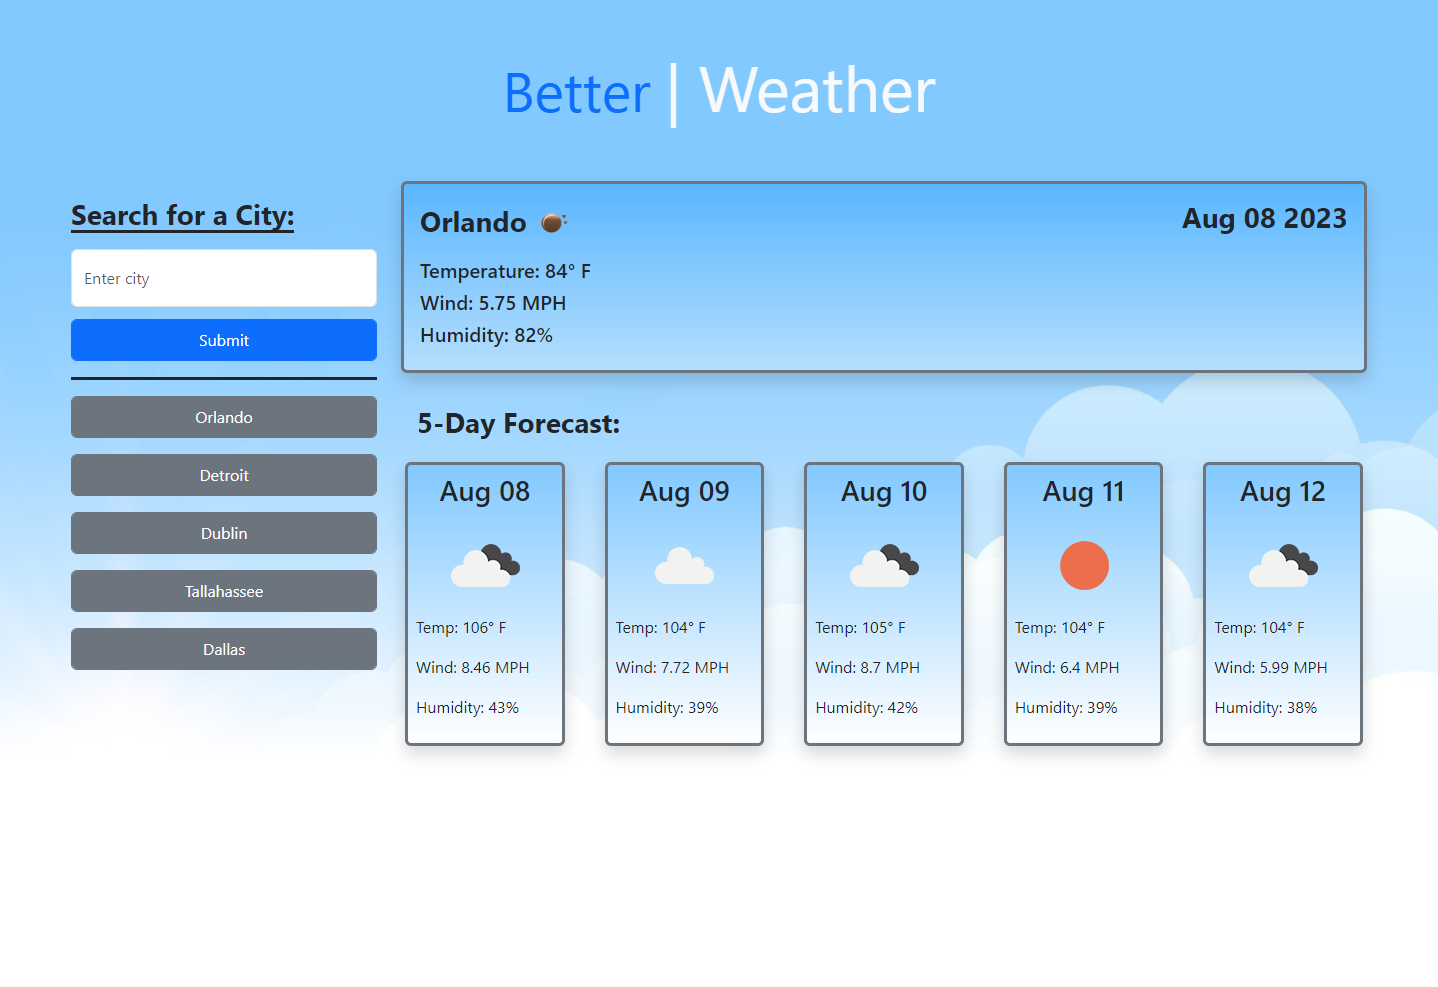 Better | Weather
Search for a City:
Enter city
Submit
Orlando
Detroit
Dublin
Tallahassee
Dallas
Orlando
Aug 08 2023
Temperature: 84° F
Wind: 5.75 MPH
Humidity: 82%
5-Day Forecast:
Aug 08
Temp: 106° F
Wind: 8.46 MPH
Humidity: 43%
Aug 09
Temp: 104° F
Wind: 7.72 MPH
Humidity: 39%
Aug 10
Temp: 105° F
Wind: 8.7 MPH
Humidity: 42%
Aug 11
Temp: 104° F
Wind: 6.4 MPH
Humidity: 39%
Aug 12
Temp: 104° F
Wind: 5.99 MPH
Humidity: 38%